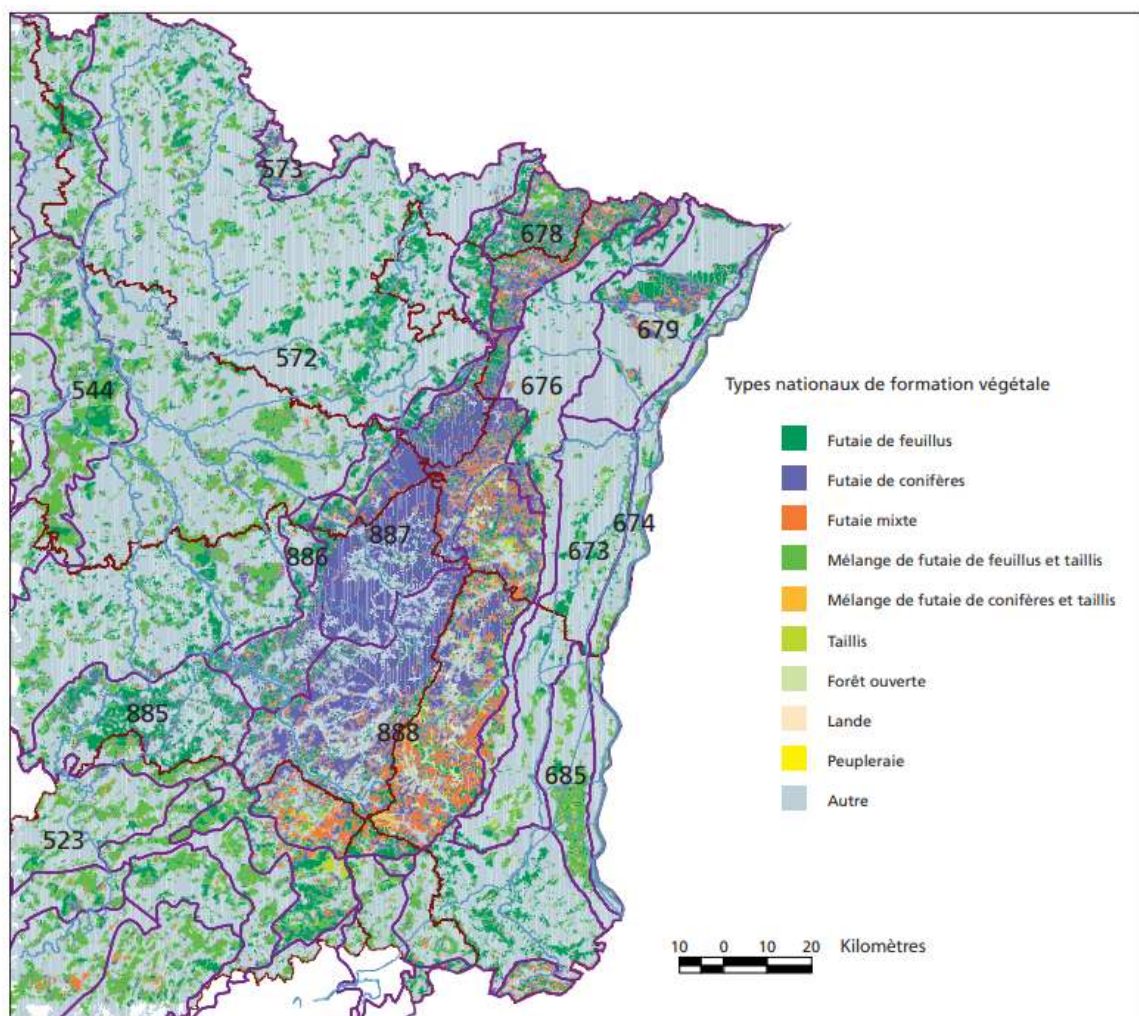 573
678
679
572
676
544
674
673
887
886
885
888
685
523
Types nationaux de formation végétale
Futaie de feuillus
Futaie de conifères
Futaie mixte
Mélange de futaie de feuillus et taillis
Mélange de futaie de conifères et taillis
Taillis
Forêt ouverte
Lande
Peupleraie
Autre
10 0 10 20 Kilomètres